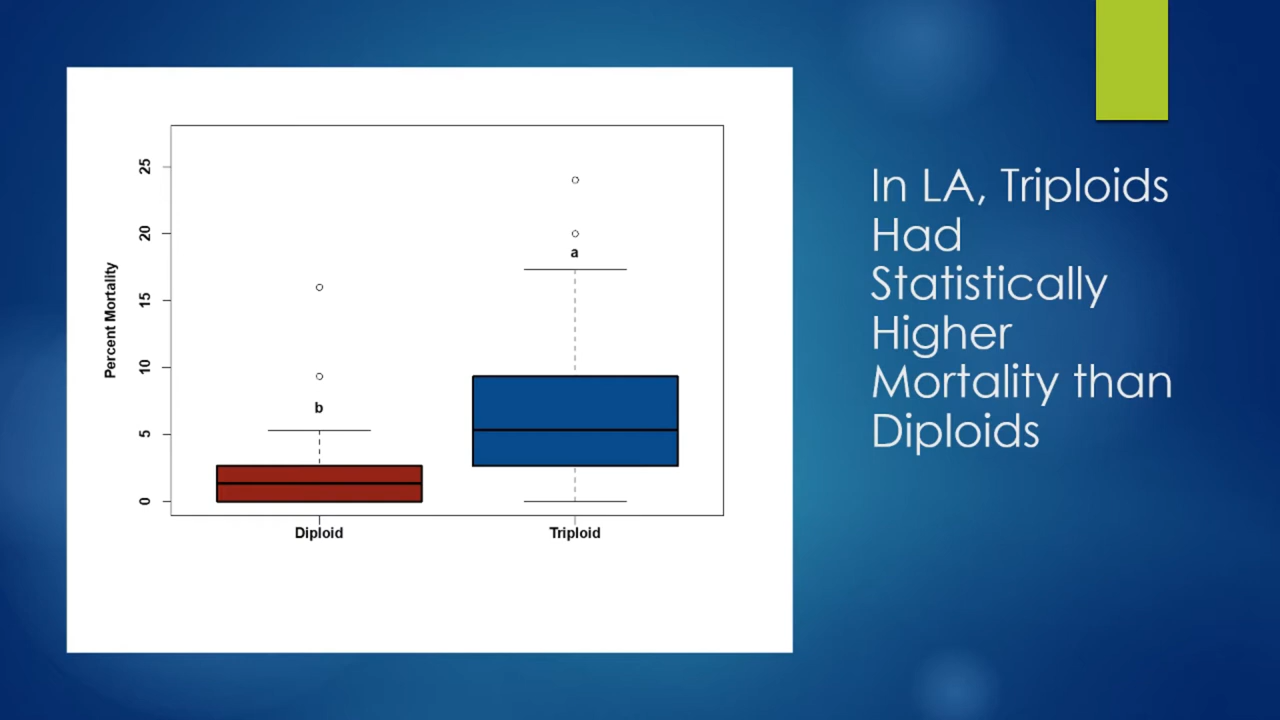 In LA, Triploids
Had
Statistically
Higher
Mortality than
Diploids
Percent Mortality
25
20
15
10
5
0
a
b
Diploid
Triploid